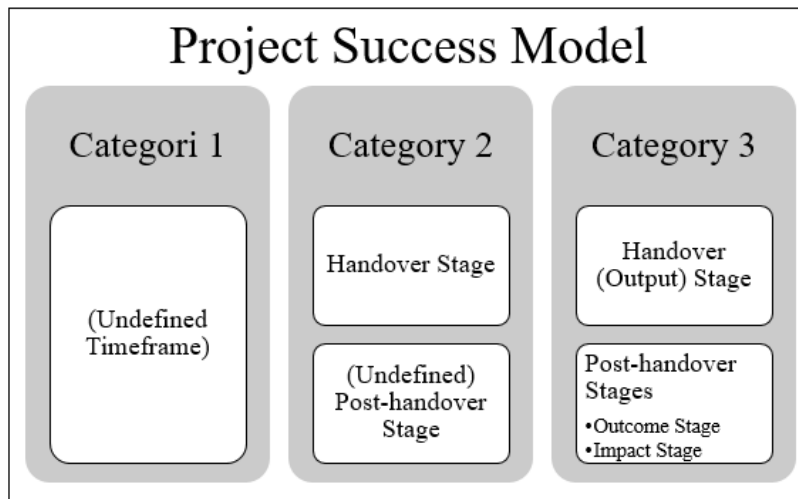 Project Success Model
Categori 1
(Undefined
Timeframe)
Category 2
Handover Stage
(Undefined)
Post-handover
Stage
Category 3
Handover
(Output) Stage
Post-handover
Stages
•Outcome Stage
•Impact Stage